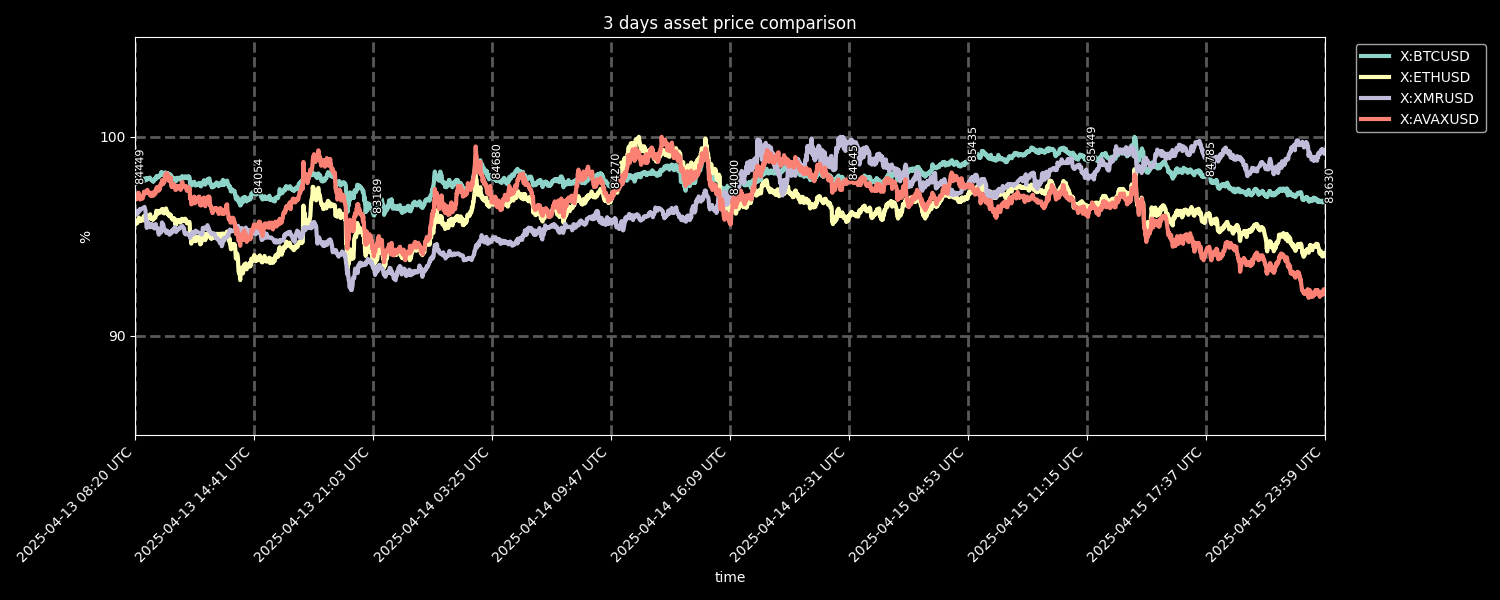 3 days asset price comparison
X:BTCUSD
X:ETHUSD
X:XMRUSD
X:AVAXUSD
100
90
%
84449
84054
83189
84680
84270
84000
84645
85435
85449
84785
83630
2025-04-13 08:20 UTC
2025-04-13 14:41 UTC
2025-04-13 21:03 UTC
2025-04-14 03:25 UTC
2025-04-14 09:47 UTC
2025-04-14 16:09 UTC
2025-04-14 22:31 UTC
2025-04-15 04:53 UTC
2025-04-15 11:15 UTC
2025-04-15 17:37 UTC
2025-04-15 23:59 UTC
time